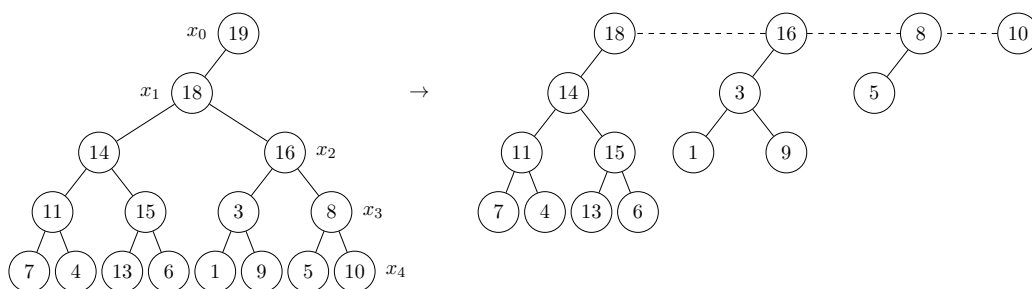 x₀ 19 18 16 8 10
x₁ 18 → 14 3 5
14 16 x₂ 11 15 1 9
11 15 3 8 x₃ 7 4 13 6
7 4 13 6 1 9 5 10 x₄